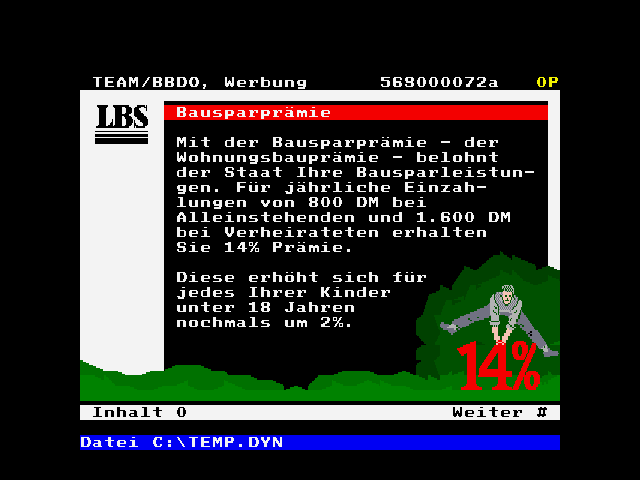 TEAM/BBDO, Werbung 569000072a 0P
LBS
Bausparprämie
Mit der Bausparprämie - der
Wohnungsbauprämie - belohnt
der Staat Ihre Bausparleistun-
gen. Für jährliche Einzah-
lungen von 800 DM bei
Alleinstehenden und 1.600 DM
bei Verheirateten erhalten
Sie 14% Prämie.
Diese erhöht sich für
jedes Ihrer Kinder
unter 18 Jahren
nochmals um 2%.
14%
Inhalt 0 Weiter #
Datei C:\TEMP.DYN